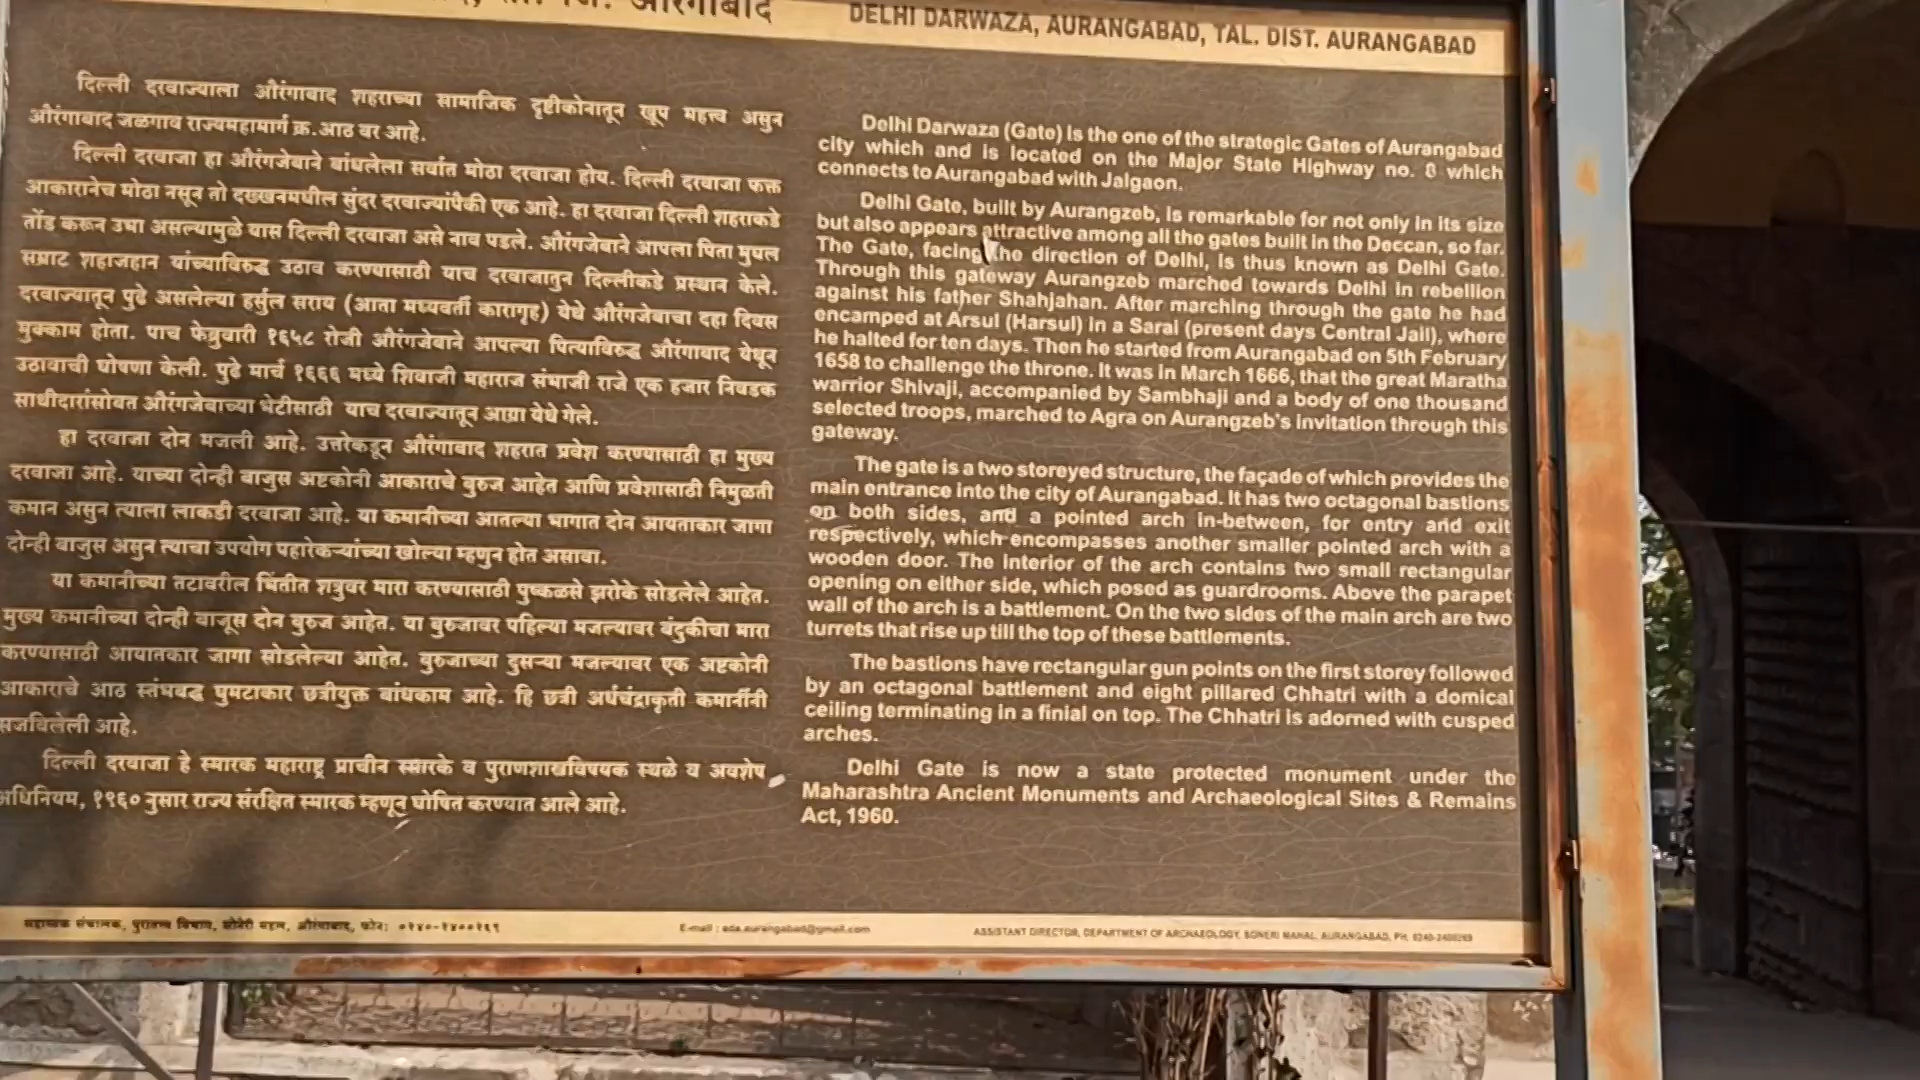 औरंगाबाद
DELHI DARWAZA, AURANGABAD, TAL. DIST. AURANGABAD
दिल्ली दरवाज्याला औरंगाबाद शहराच्या सामाजिक दृष्टीकोनातून खूप महत्त्व असुन
औरंगाबाद जळगाव राज्यमहामार्ग क्र.आठ वर आहे.
दिल्ली दरवाजा हा औरंगजेबाने बांधलेला सर्वात मोठा दरवाजा होय. दिल्ली दरवाजा फक्त
आकारानेच मोठा नसून तो दख्खनमधील सुंदर दरवाज्यांपैकी एक आहे. हा दरवाजा दिल्ली शहराकडे
तोंड करून उभा असल्यामुळे यास दिल्ली दरवाजा असे नाव पडले. औरंगजेबाने आपला पिता मुघल
सम्राट शहाजहान यांच्याविरुद्ध उठाव करण्यासाठी याच दरवाजातुन दिल्लीकडे प्रस्थान केले.
दरवाज्यातून पुढे असलेल्या हर्सुल सराय (आता मध्यवर्ती कारागृह) येथे औरंगजेबाचा दहा दिवस
मुक्काम होता. पाच फेब्रुवारी १६५८ रोजी औरंगजेबाने आपल्या पित्याविरुद्ध औरंगाबाद येथून
उठावाची घोषणा केली. पुढे मार्च १६६६ मध्ये शिवाजी महाराज संभाजी राजे एक हजार निवडक
साथीदारांसोबत औरंगजेबाच्या भेटीसाठी याच दरवाज्यातून आग्रा येथे गेले.
हा दरवाजा दोन मजली आहे. उत्तरेकडून औरंगाबाद शहरात प्रवेश करण्यासाठी हा मुख्य
दरवाजा आहे. याच्या दोन्ही बाजुस अष्टकोनी आकाराचे बुरुज आहेत आणि प्रवेशासाठी निमुळती
कमान असुन त्याला लाकडी दरवाजा आहे. या कमानीच्या आतल्या भागात दोन आयताकार जागा
दोन्ही बाजुस असुन त्याचा उपयोग पहारेकऱ्यांच्या खोल्या म्हणुन होत असावा.
या कमानीच्या तटावरील भिंतीत शत्रुवर मारा करण्यासाठी पुष्कळसे झरोके सोडलेले आहेत.
मुख्य कमानीच्या दोन्ही बाजूस दोन बुरुज आहेत. या बुरुजावर पहिल्या मजल्यावर बंदुकीचा मारा
करण्यासाठी आयातकार जागा सोडलेल्या आहेत. बुरुजाच्या दुसऱ्या मजल्यावर एक अष्टकोनी
आकाराचे आठ स्तंभबद्ध घुमटाकार छत्रीयुक्त बांधकाम आहे. हि छत्री अर्धचंद्राकृती कमानींनी
सजविलेली आहे.
दिल्ली दरवाजा हे स्मारक महाराष्ट्र प्राचीन स्मारके व पुराणशास्त्रविषयक स्थळे व अवशेष
अधिनियम, १९६० नुसार राज्य संरक्षित स्मारक म्हणून घोषित करण्यात आले आहे.
Delhi Darwaza (Gate) is the one of the strategic Gates of Aurangabad
city which and is located on the Major State Highway no. 8 which
connects to Aurangabad with Jalgaon.
Delhi Gate, built by Aurangzeb, is remarkable for not only in its size
but also appears attractive among all the gates built in the Deccan, so far.
The Gate, facing the direction of Delhi, is thus known as Delhi Gate.
Through this gateway Aurangzeb marched towards Delhi in rebellion
against his father Shahjahan. After marching through the gate he had
encamped at Arsul (Harsul) in a Sarai (present days Central Jail), where
he halted for ten days. Then he started from Aurangabad on 5th February
1658 to challenge the throne. It was in March 1666, that the great Maratha
warrior Shivaji, accompanied by Sambhaji and a body of one thousand
selected troops, marched to Agra on Aurangzeb's invitation through this
gateway.
The gate is a two storeyed structure, the façade of which provides the
main entrance into the city of Aurangabad. It has two octagonal bastions
on both sides, and a pointed arch in-between, for entry and exit
respectively, which encompasses another smaller pointed arch with a
wooden door. The interior of the arch contains two small rectangular
opening on either side, which posed as guardrooms. Above the parapet
wall of the arch is a battlement. On the two sides of the main arch are two
turrets that rise up till the top of these battlements.
The bastions have rectangular gun points on the first storey followed
by an octagonal battlement and eight pillared Chhatri with a domical
ceiling terminating in a finial on top. The Chhatri is adorned with cusped
arches.
Delhi Gate is now a state protected monument under the
Maharashtra Ancient Monuments and Archaeological Sites & Remains
Act, 1960.
सहायक संचालक, पुरातत्व विभाग, सोनेरी महल, औरंगाबाद, फोन: ०२४०-२४००२६९
E-mail : ada.aurangabad@gmail.com
ASSISTANT DIRECTOR, DEPARTMENT OF ARCHAEOLOGY, SONERI MAHAL, AURANGABAD, PH. 0240-2400269